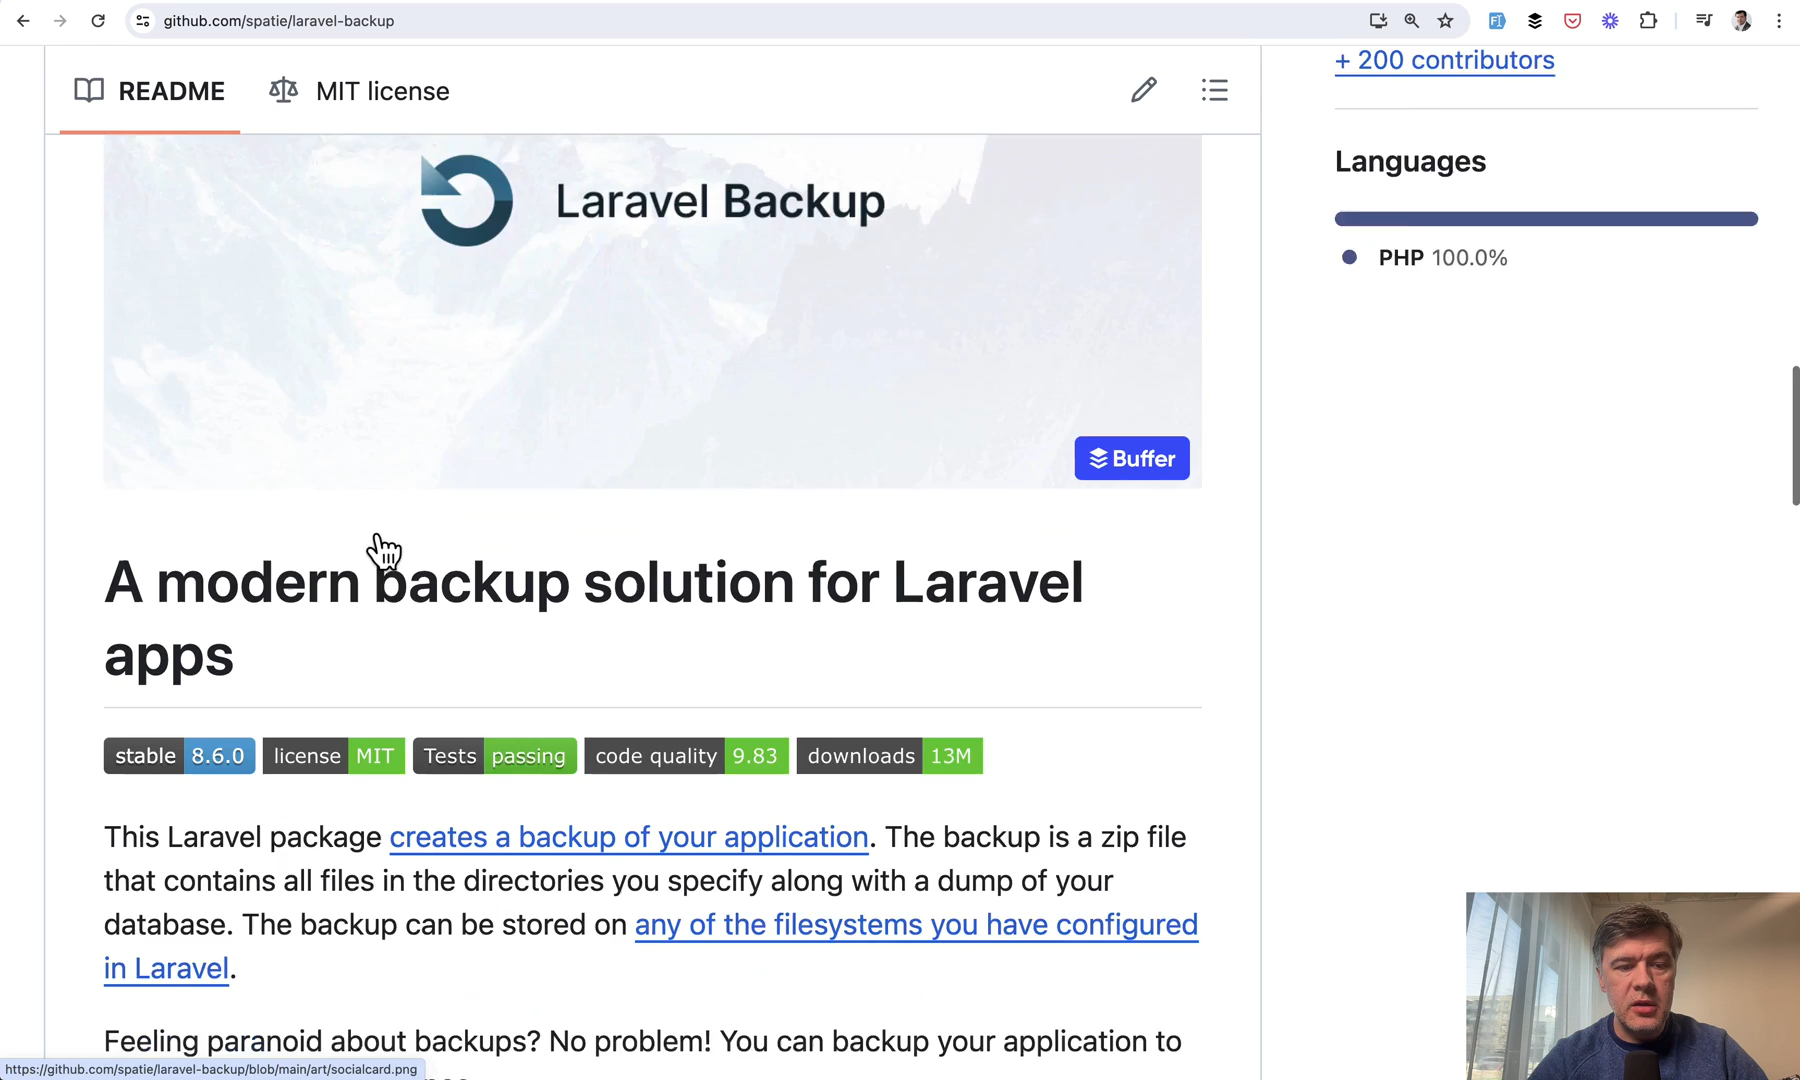 github.com/spatie/laravel-backup
+ 200 contributors
README
MIT license
Languages
Laravel Backup
PHP 100.0%
Buffer
A modern backup solution for Laravel
apps
stable 8.6.0 license MIT Tests passing code quality 9.83 downloads 13M
This Laravel package creates a backup of your application. The backup is a zip file
that contains all files in the directories you specify along with a dump of your
database. The backup can be stored on any of the filesystems you have configured
in Laravel.
Feeling paranoid about backups? No problem! You can backup your application to
https://github.com/spatie/laravel-backup/blob/main/art/socialcard.png